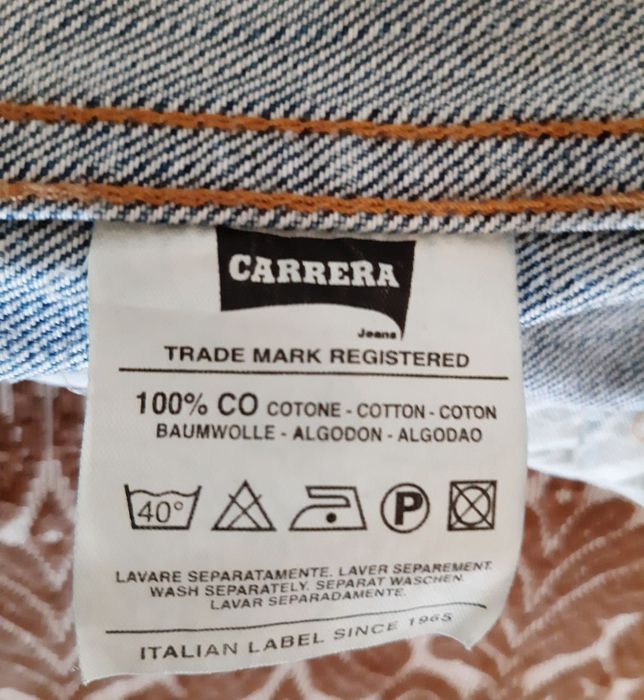 CARRERA
Jeans
TRADE MARK REGISTERED
100% CO COTONE - COTTON - COTON
BAUMWOLLE - ALGODON - ALGODAO
40° P
LAVARE SEPARATAMENTE. LAVER SEPAREMENT.
WASH SEPARATELY. SEPARAT WASCHEN.
LAVAR SEPARADAMENTE.
ITALIAN LABEL SINCE 1965